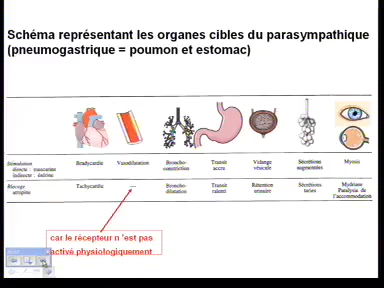 Schéma représentant les organes cibles du parasympathique
(pneumogastrique = poumon et estomac)
Stimulation
directe : muscarine
indirecte : ésérine
Bradycardie
Vasodilatation
Broncho-
constriction
Transit
accru
Vidange
vésicale
Sécrétions
augmentées
Myosis
Blocage
atropine
Tachycardie
—
Broncho-
dilatation
Transit
ralenti
Rétention
urinaire
Sécrétions
taries
Mydriase
Paralysie de
l'accommodation
car le récepteur n 'est pas
activé physiologiquement